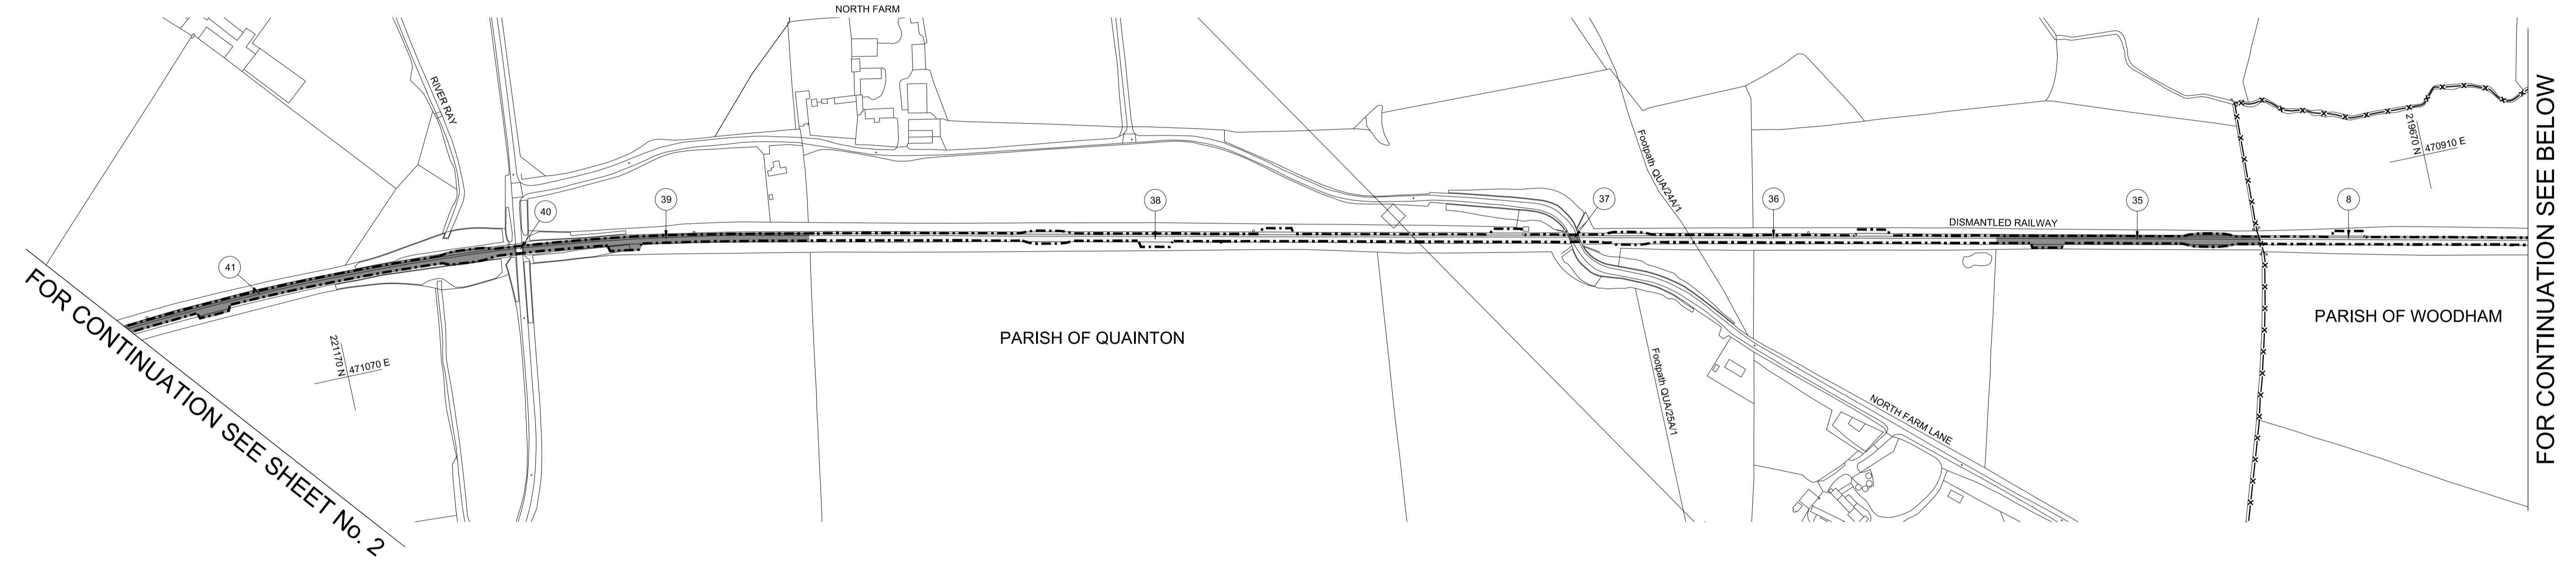 NORTH FARM
RIVER RAY
Footpath QUA/24A/1
219670 N
470910 E
FOR CONTINUATION SEE BELOW
39
38
37
36
35
8
40
DISMANTLED RAILWAY
41
FOR CONTINUATION SEE SHEET No. 2
PARISH OF QUAINTON
PARISH OF WOODHAM
221170 N
471070 E
Footpath QUA/25A/1
NORTH FARM LANE